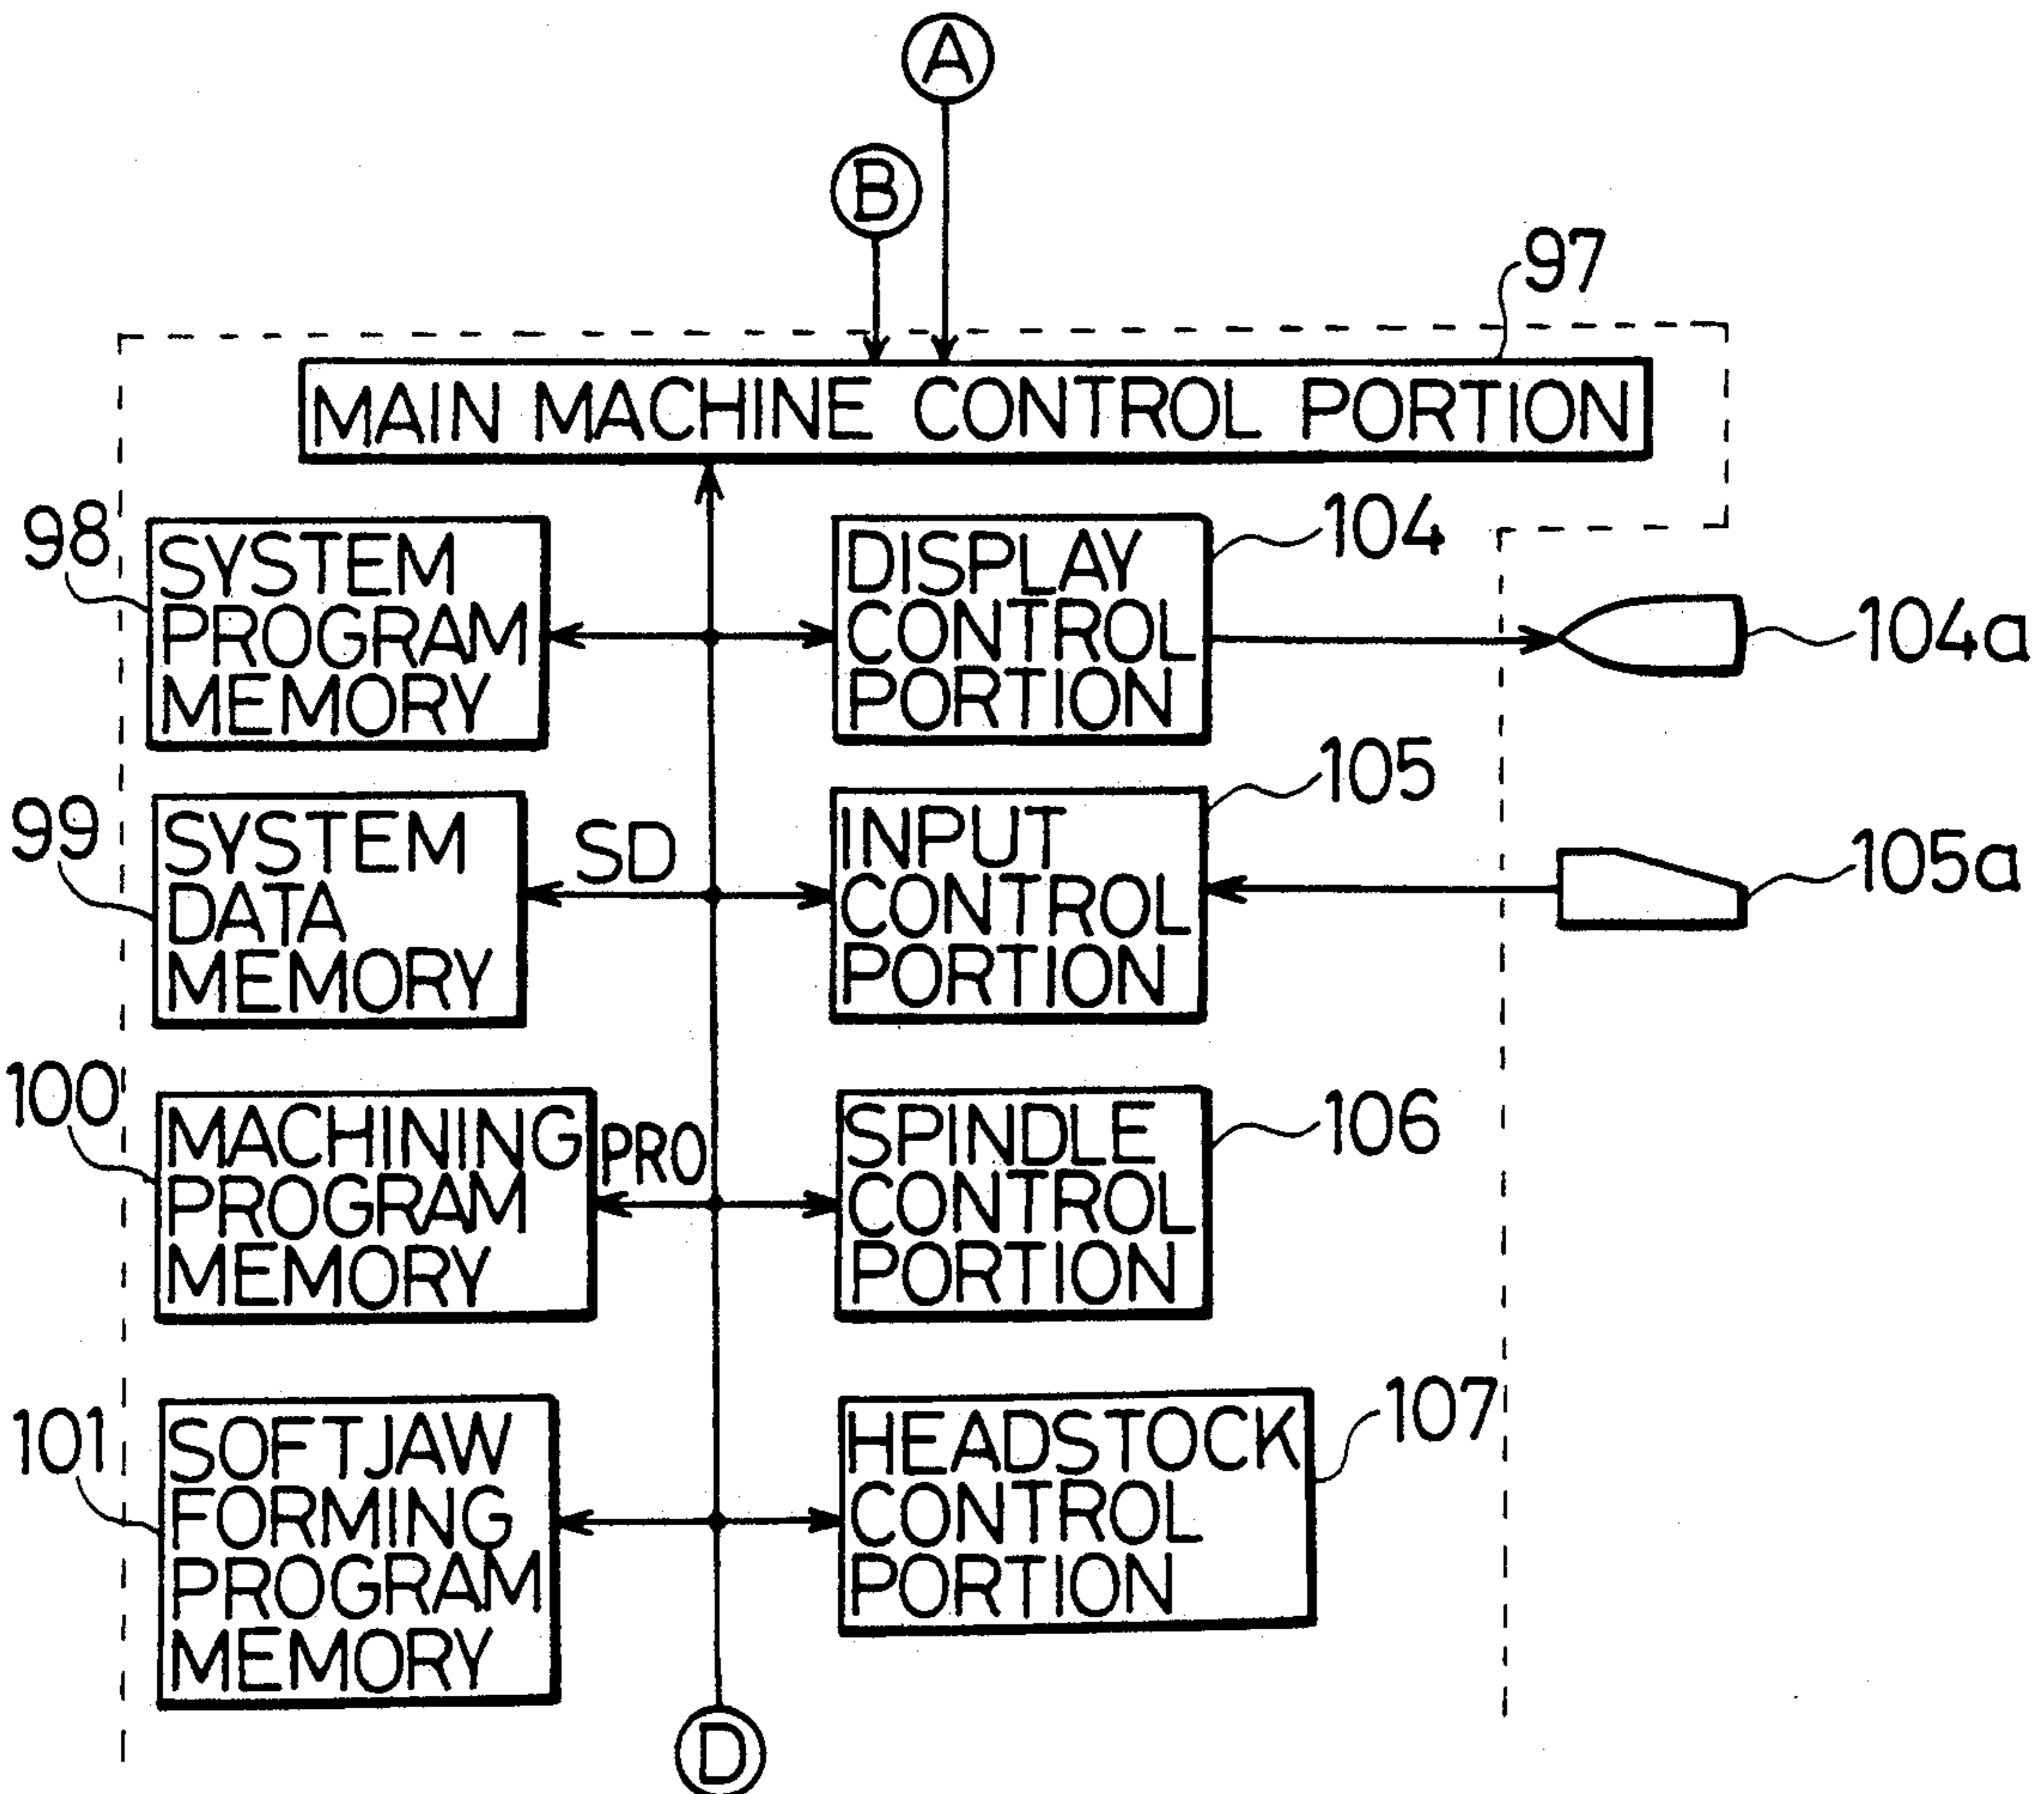 A
B
97
MAIN MACHINE CONTROL PORTION
98
SYSTEM
PROGRAM
MEMORY
DISPLAY
CONTROL
PORTION
104
104a
99
SYSTEM
DATA
MEMORY
SD
INPUT
CONTROL
PORTION
105
105a
100
MACHINING
PROGRAM
MEMORY
PRO
SPINDLE
CONTROL
PORTION
106
101
SOFTJAW
FORMING
PROGRAM
MEMORY
HEADSTOCK
CONTROL
PORTION
107
D